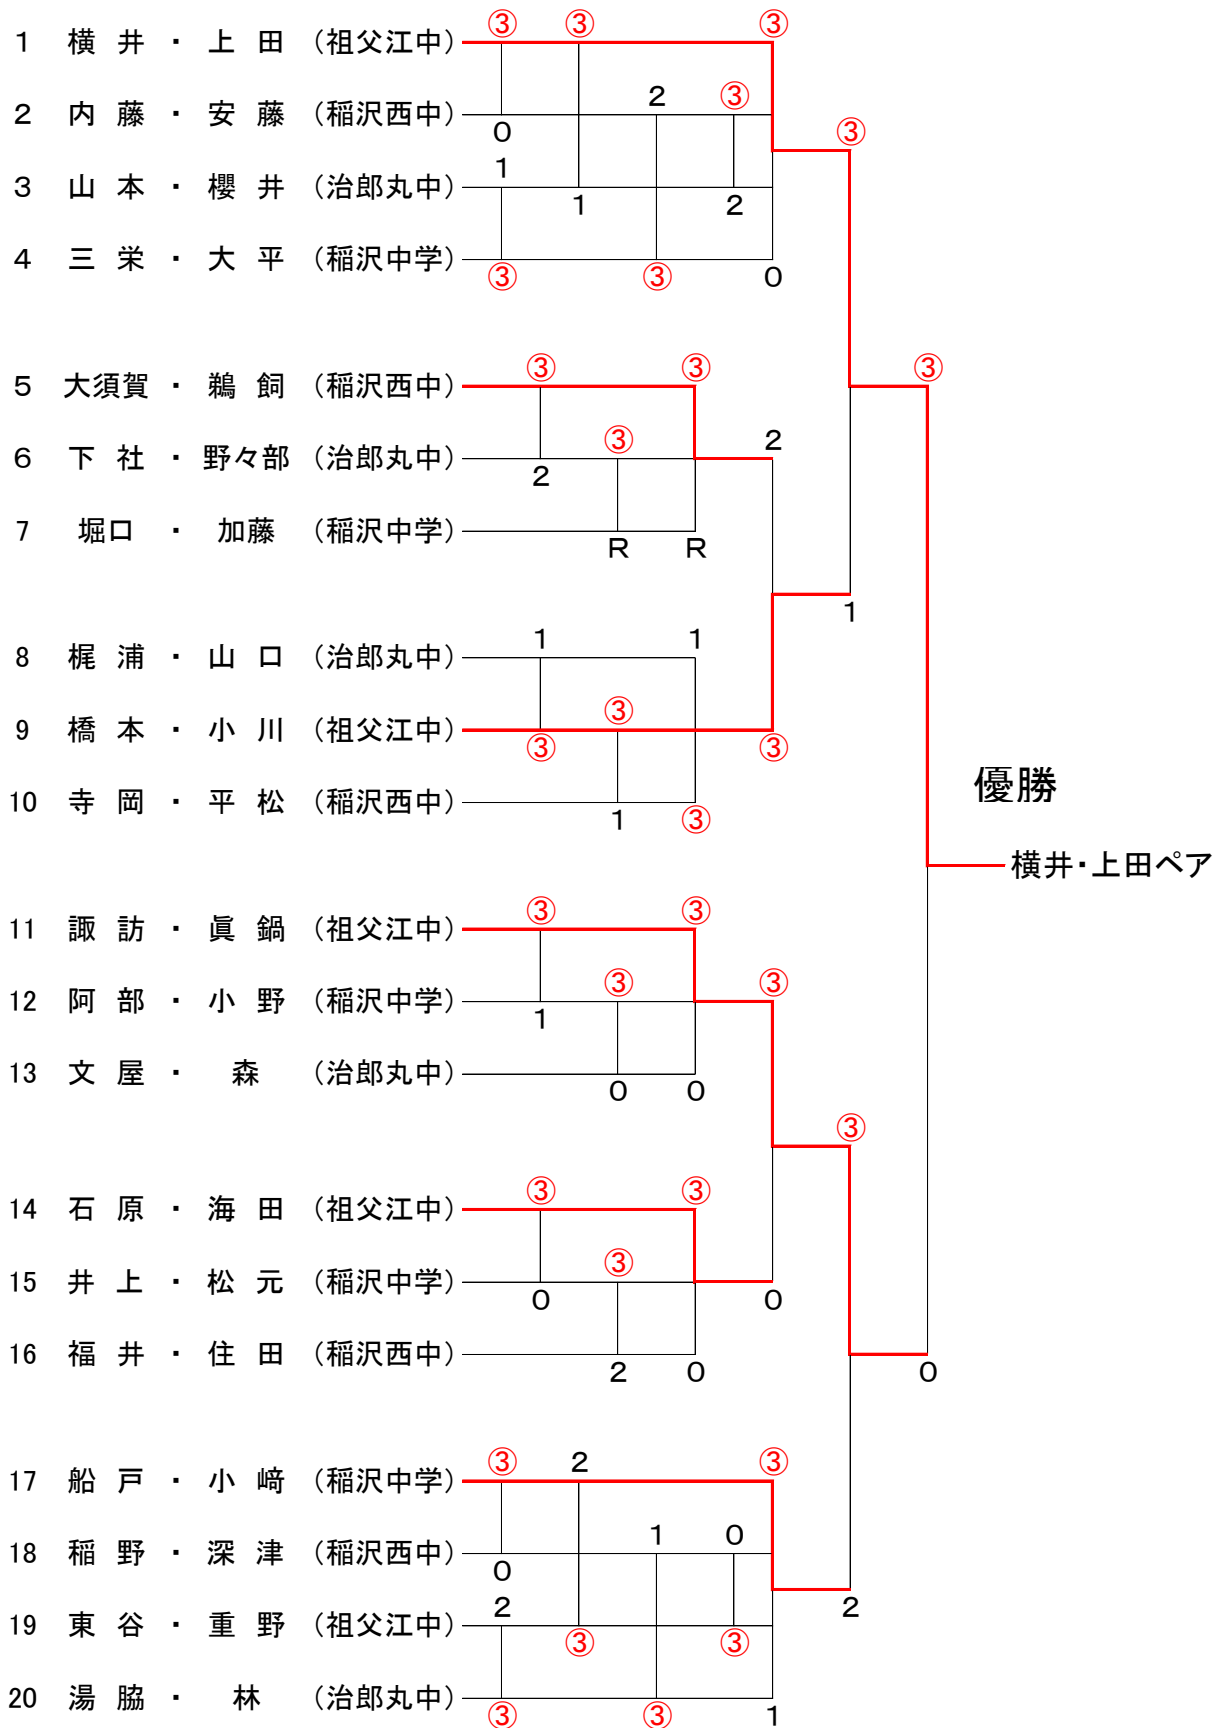 ③ ③ ③
1 横井・上田（祖父江中）
2 ③ ③
2 内藤・安藤（稲沢西中）
0
1
3 山本・櫻井（治郎丸中）
1 2
4 三栄・大平（稲沢中学）
③ ③ 0
③ ③ ③
5 大須賀・鵜飼（稲沢西中）
③ 2
6 下社・野々部（治郎丸中）
2
7 堀口・加藤（稲沢中学）
R R
1
1 1
8 梶浦・山口（治郎丸中）
③
9 橋本・小川（祖父江中）
③ ③
優勝
10 寺岡・平松（稲沢西中）
1 ③
横井・上田ペア
③ ③
11 諏訪・眞鍋（祖父江中）
③ ③
12 阿部・小野（稲沢中学）
1
13 文屋・森（治郎丸中）
0 0
③
③ ③
14 石原・海田（祖父江中）
③
15 井上・松元（稲沢中学）
0 0
16 福井・住田（稲沢西中）
2 0 0
③ 2 ③
17 船戸・小﨑（稲沢中学）
1 0
18 稲野・深津（稲沢西中）
0
2 2
19 東谷・重野（祖父江中）
③ ③
20 湯脇・林（治郎丸中）
③ ③ 1